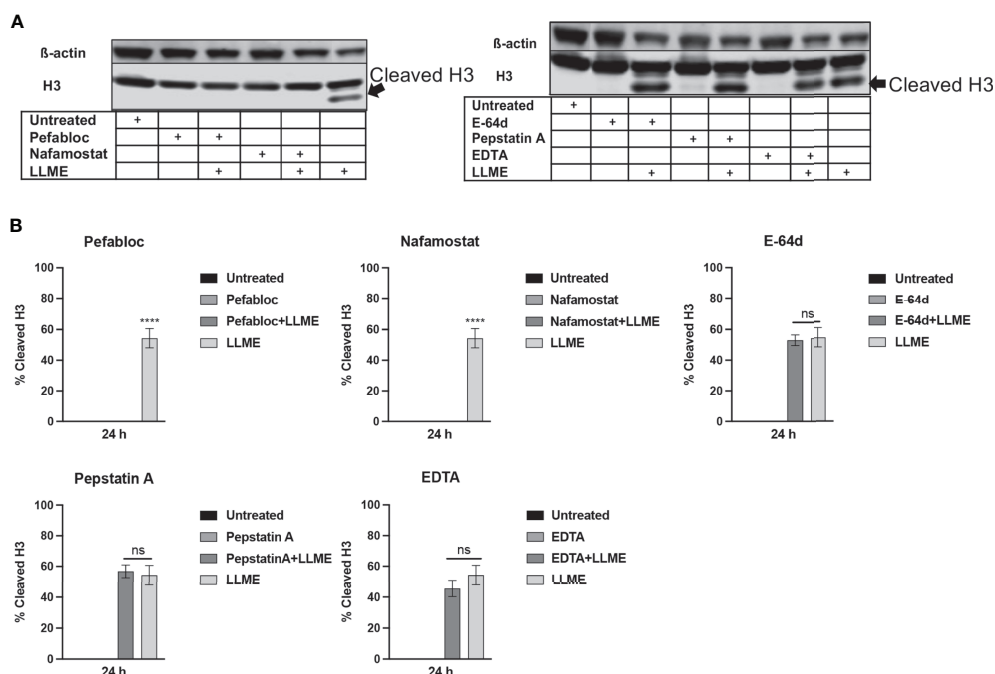 A
ß-actin
H3
Cleaved H3
Untreated +
Pefabloc + +
Nafamostat + +
LLME + + +
ß-actin
H3
Cleaved H3
Untreated +
E-64d + +
Pepstatin A + +
EDTA + +
LLME + + + +
B
Pefabloc
% Cleaved H3
100
80
60
40
20
0
****
24 h
Untreated
Pefabloc
Pefabloc+LLME
LLME
Nafamostat
% Cleaved H3
100
80
60
40
20
0
****
24 h
Untreated
Nafamostat
Nafamostat+LLME
LLME
E-64d
% Cleaved H3
100
80
60
40
20
0
ns
24 h
Untreated
E-64d
E-64d+LLME
LLME
Pepstatin A
% Cleaved H3
100
80
60
40
20
0
ns
24 h
Untreated
Pepstatin A
PepstatinA+LLME
LLME
EDTA
% Cleaved H3
100
80
60
40
20
0
ns
24 h
Untreated
EDTA
EDTA+LLME
LLME